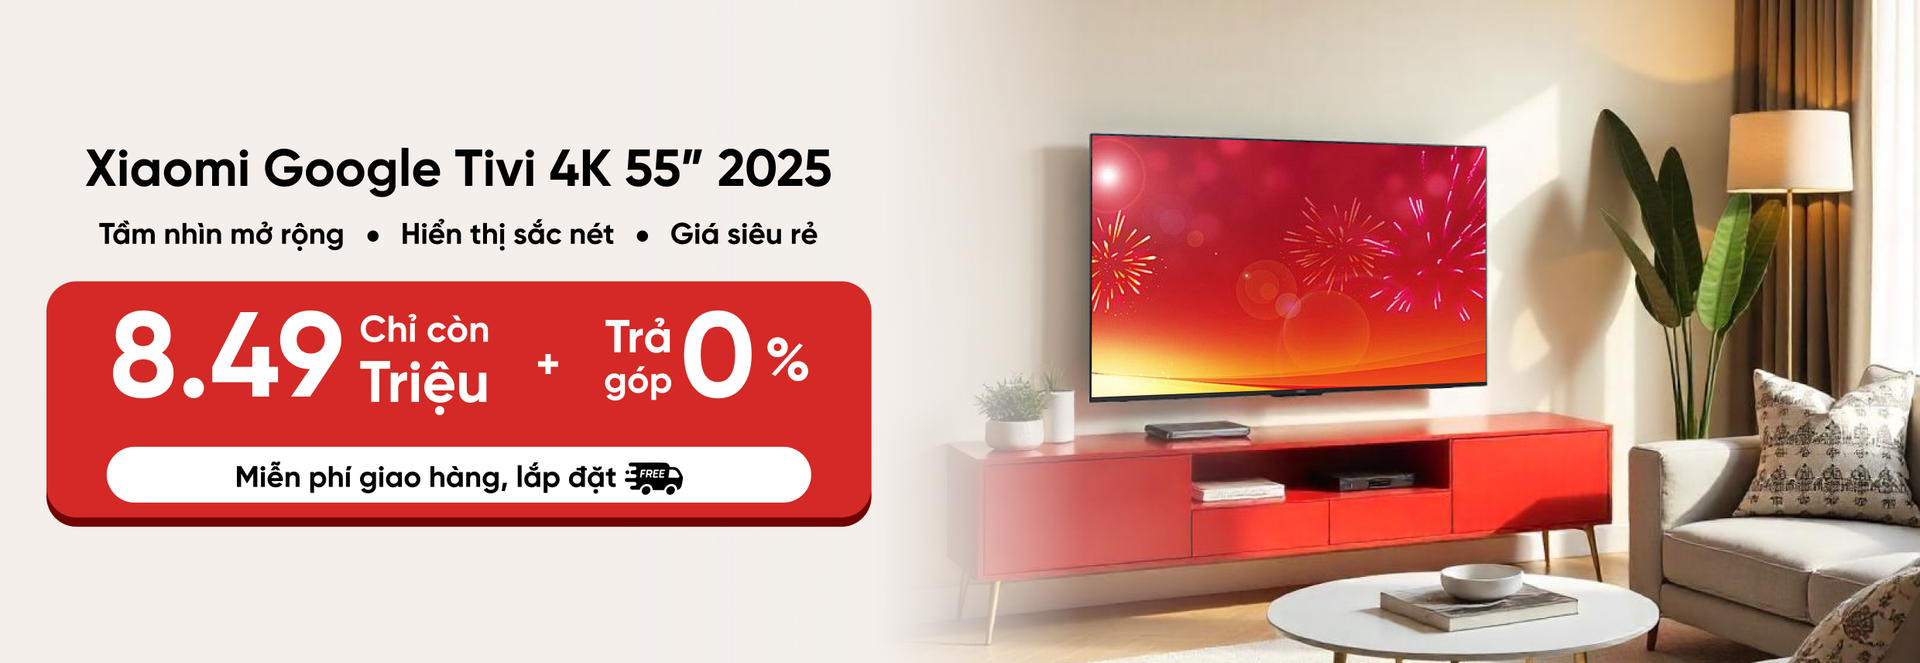 Xiaomi Google Tivi 4K 55” 2025
Tầm nhìn mở rộng • Hiển thị sắc nét • Giá siêu rẻ
8.49 Chỉ còn Triệu + Trả góp 0 %
Miễn phí giao hàng, lắp đặt FREE